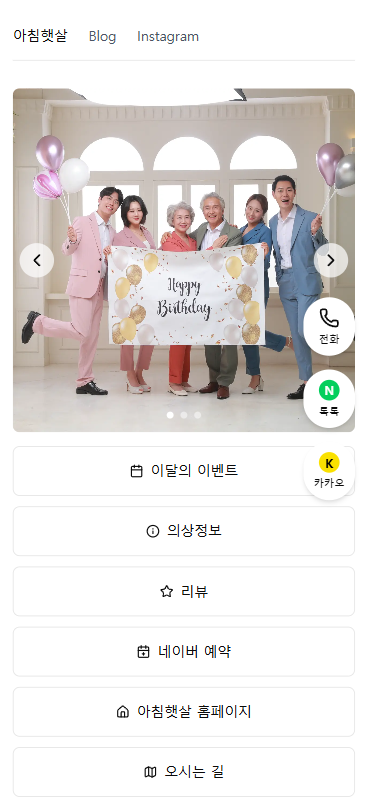 아침햇살 Blog Instagram
Happy
Birthday
전화
N
톡톡
K
카카오
이달의 이벤트
의상정보
리뷰
네이버 예약
아침햇살 홈페이지
오시는 길